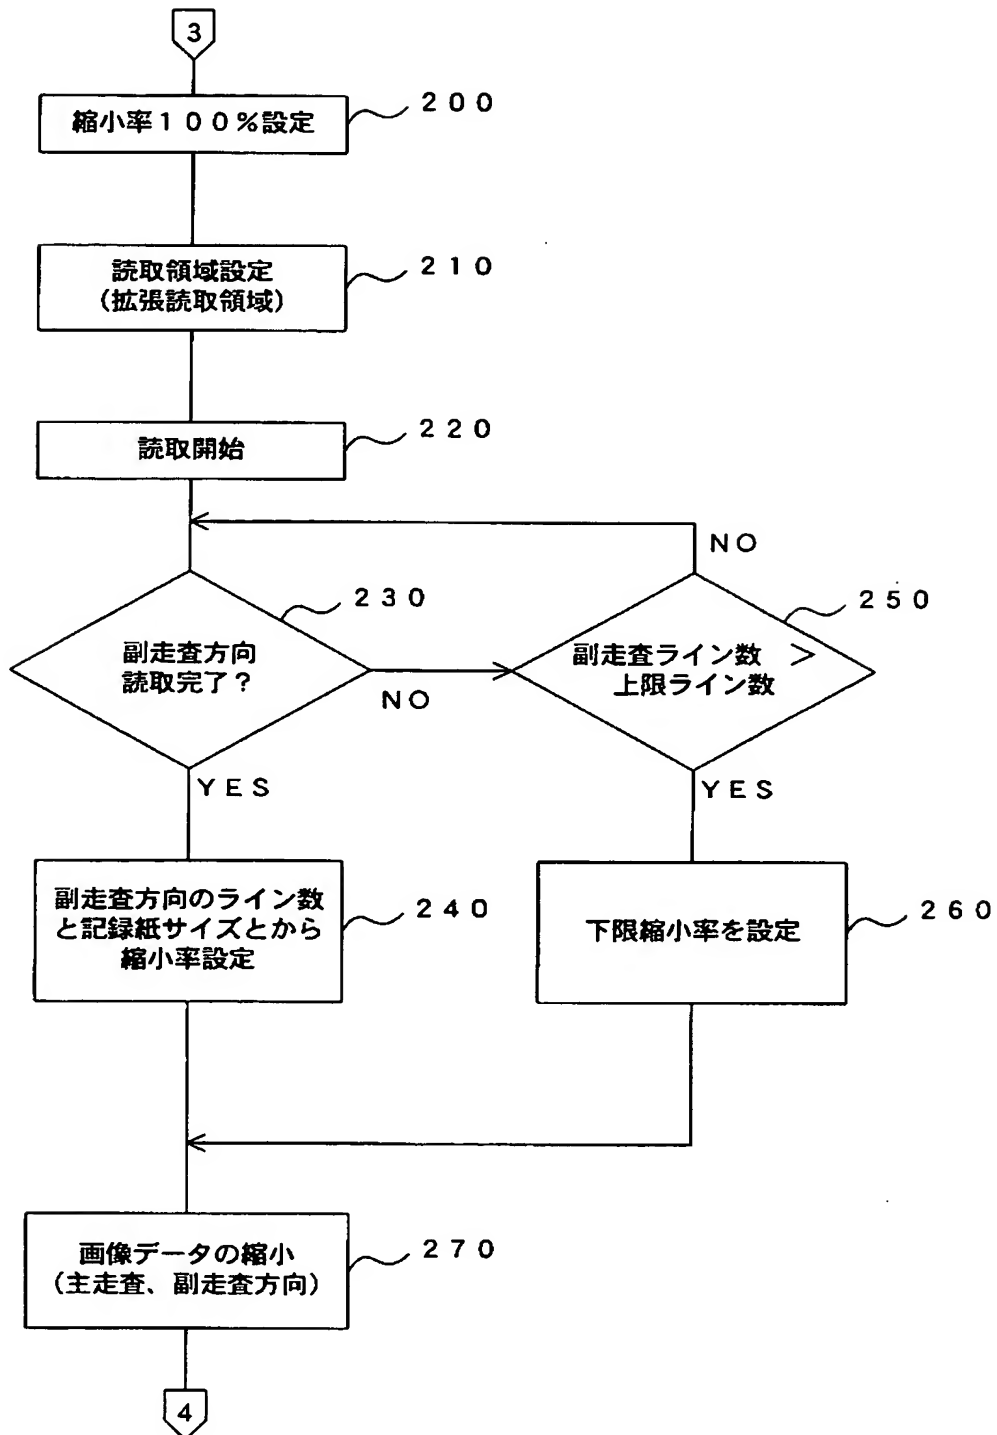 3
縮小率100%設定
200
読取領域設定
(拡張読取領域)
210
読取開始
220
NO
230
250
副走査方向
読取完了?
NO
副走査ライン数 >
上限ライン数
YES
YES
副走査方向のライン数
と記録紙サイズとから
縮小率設定
240
下限縮小率を設定
260
画像データの縮小
(主走査、副走査方向)
270
4